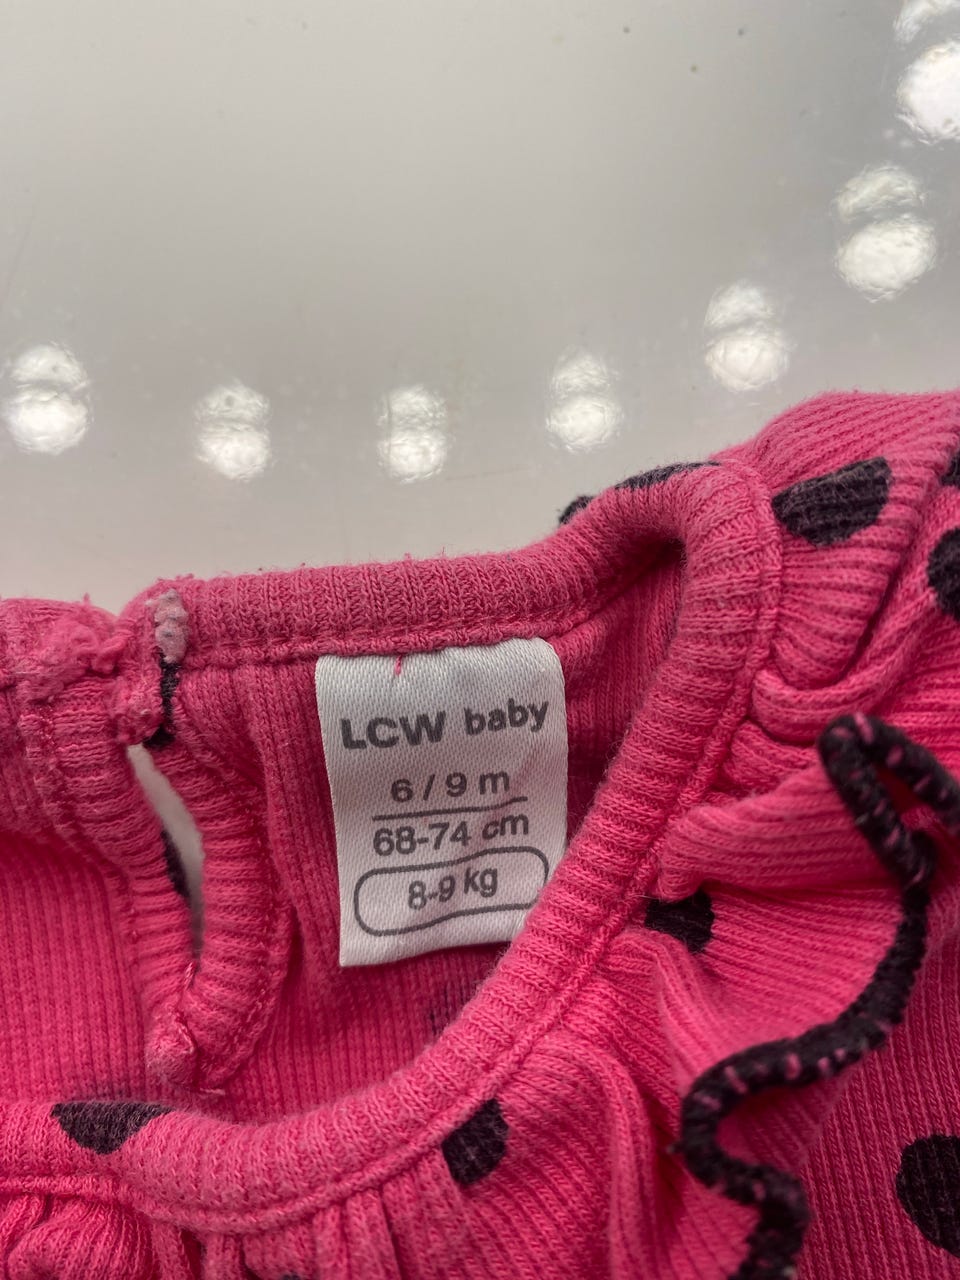 LCW baby
6 / 9 m
68-74 cm
8-9 kg